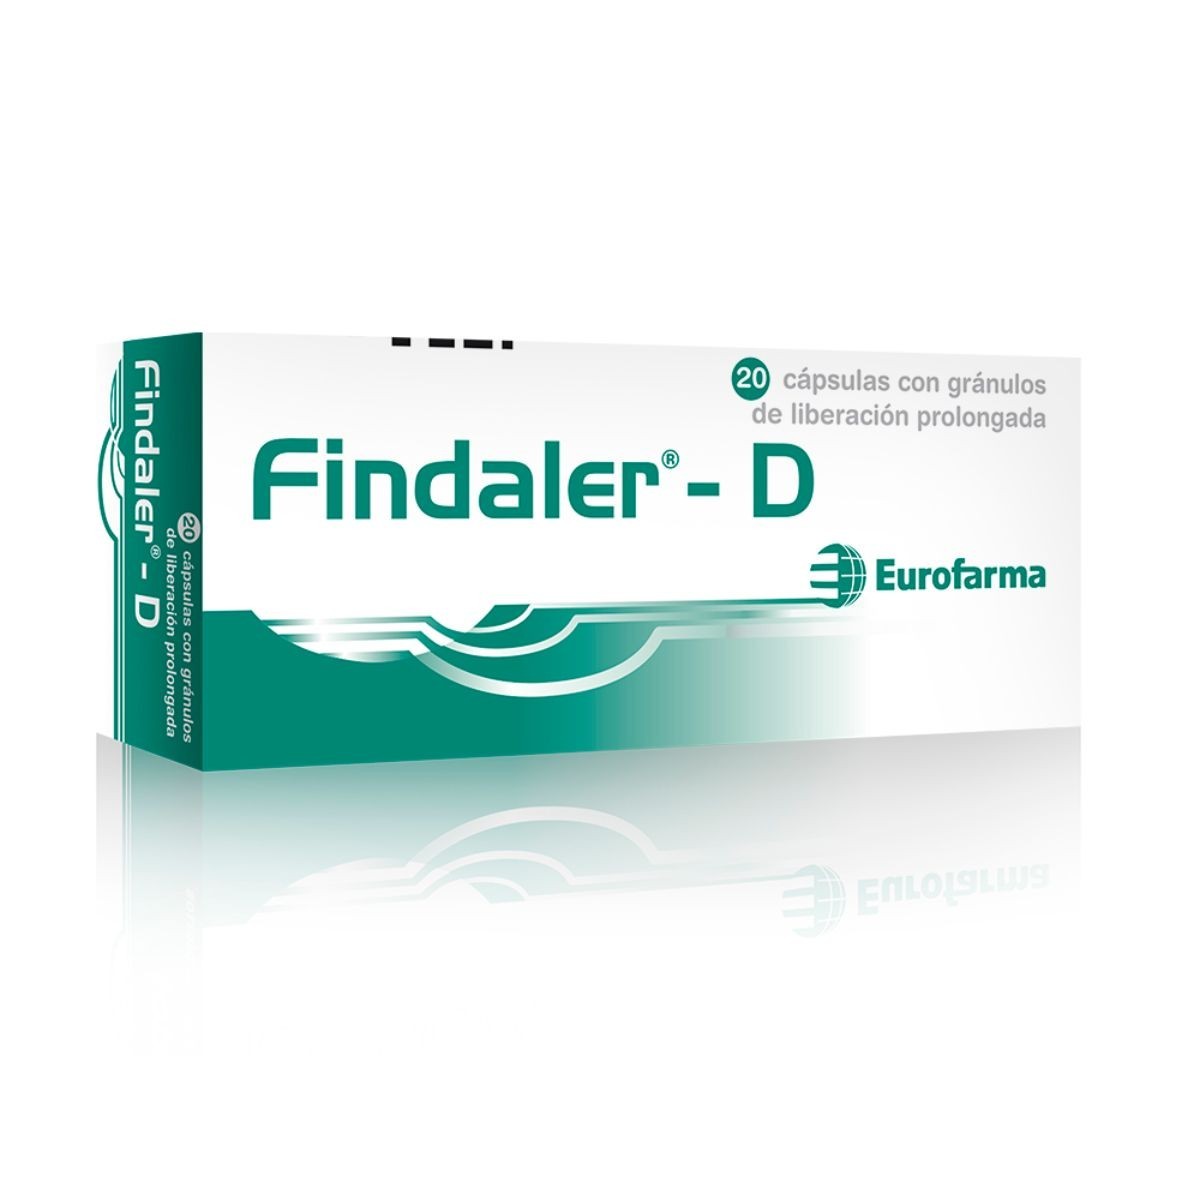 20 cápsulas con gránulos
de liberación prolongada
Findaler® - D
Eurofarma
Findaler® - D
20 cápsulas con gránulos
de liberación prolongada